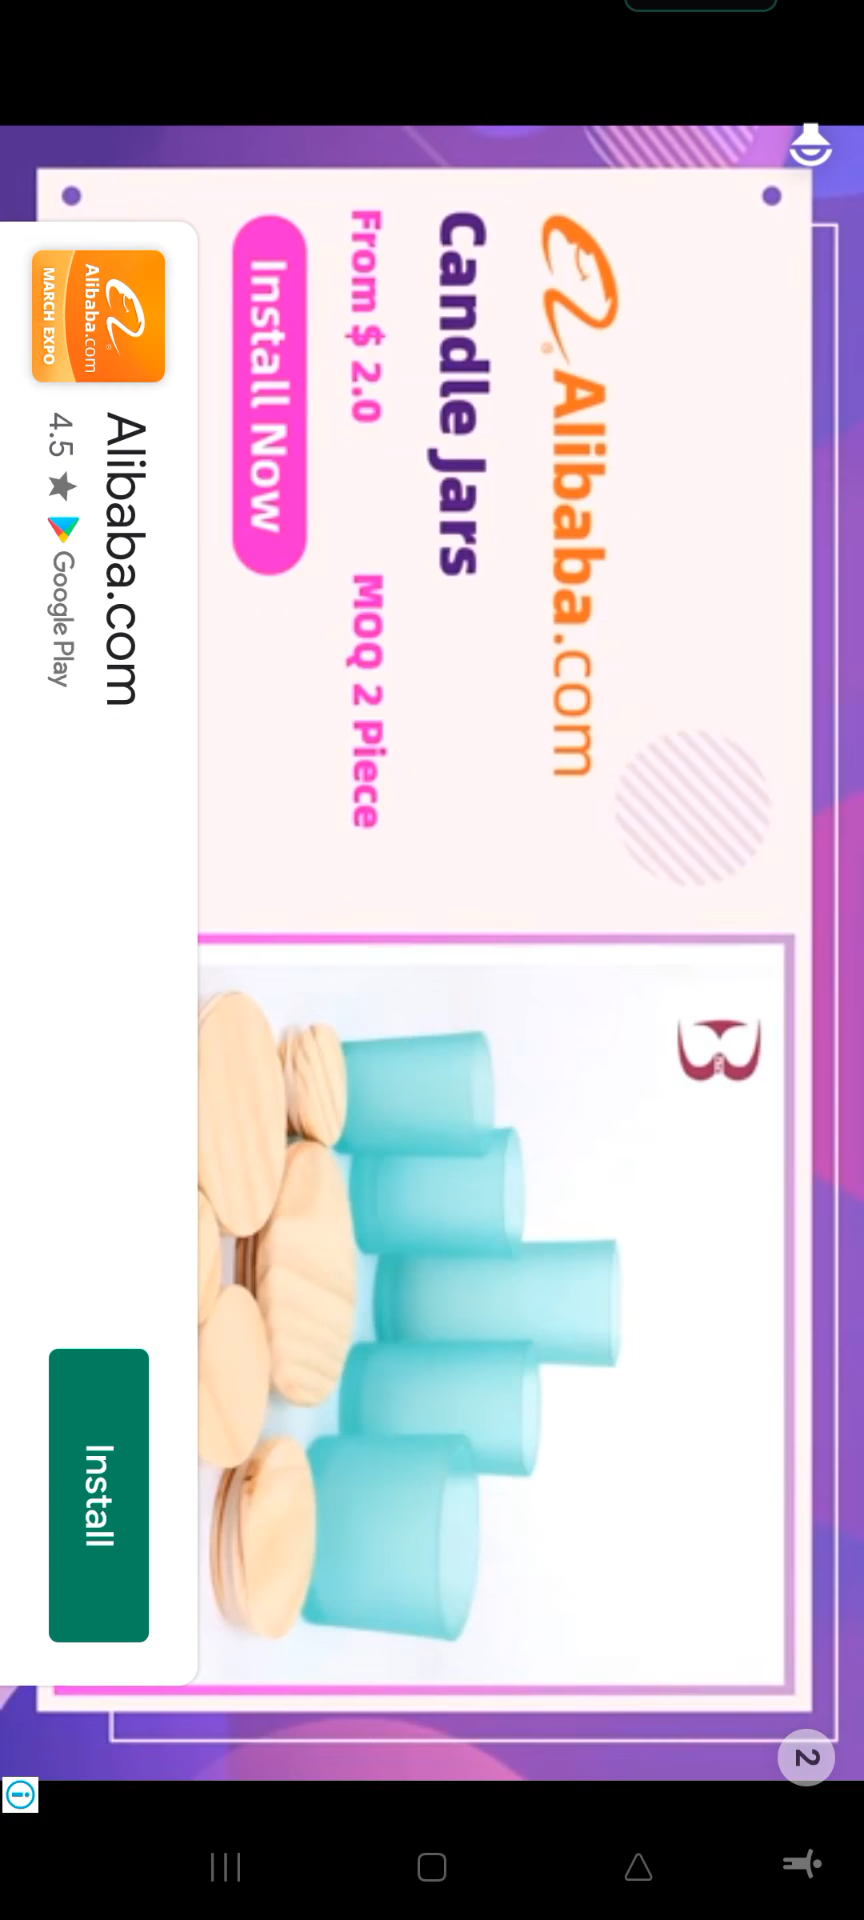 Alibaba.com
Candle Jars
From $ 2.0 MOQ 2 Piece
Install Now
2
Alibaba.com
MARCH EXPO
Alibaba.com
4.5 ★ Google Play
Install